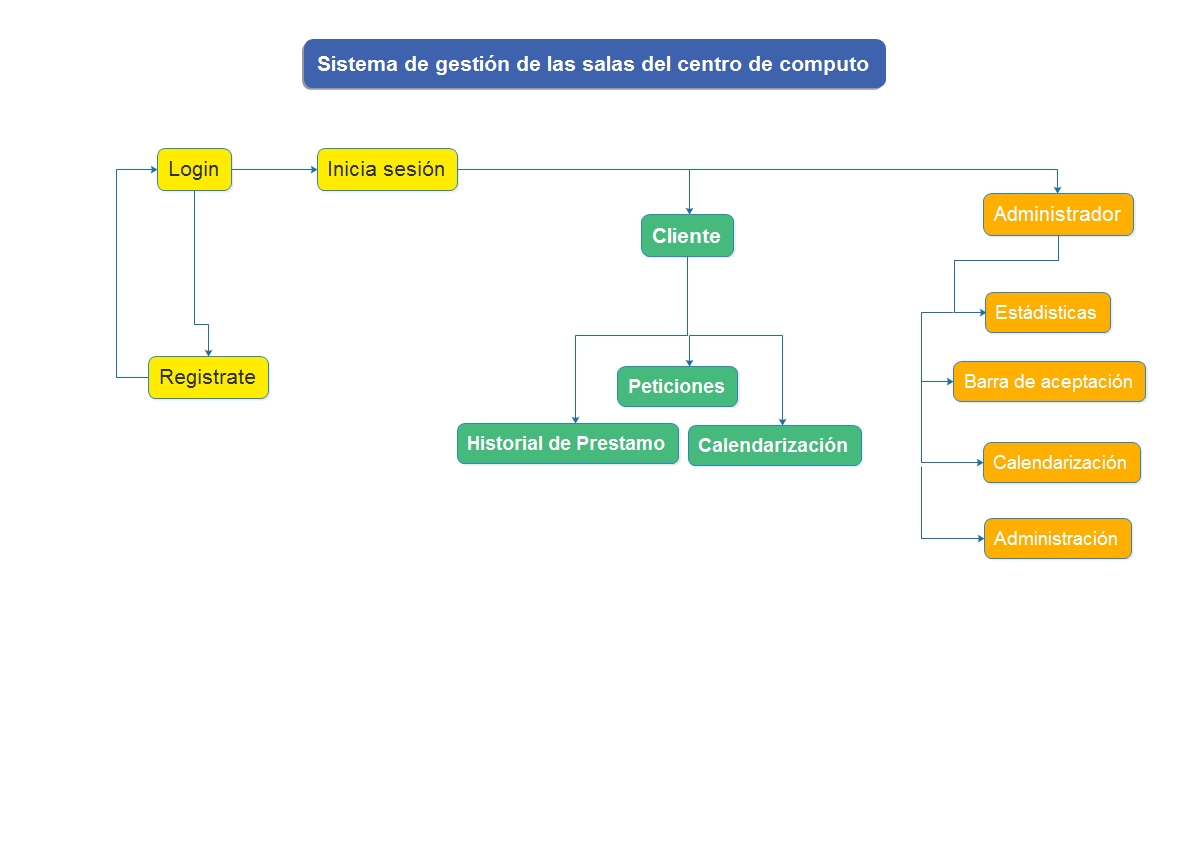 Sistema de gestión de las salas del centro de computo
Login
Inicia sesión
Administrador
Cliente
Estádisticas
Registrate
Peticiones
Barra de aceptación
Historial de Prestamo
Calendarización
Calendarización
Administración